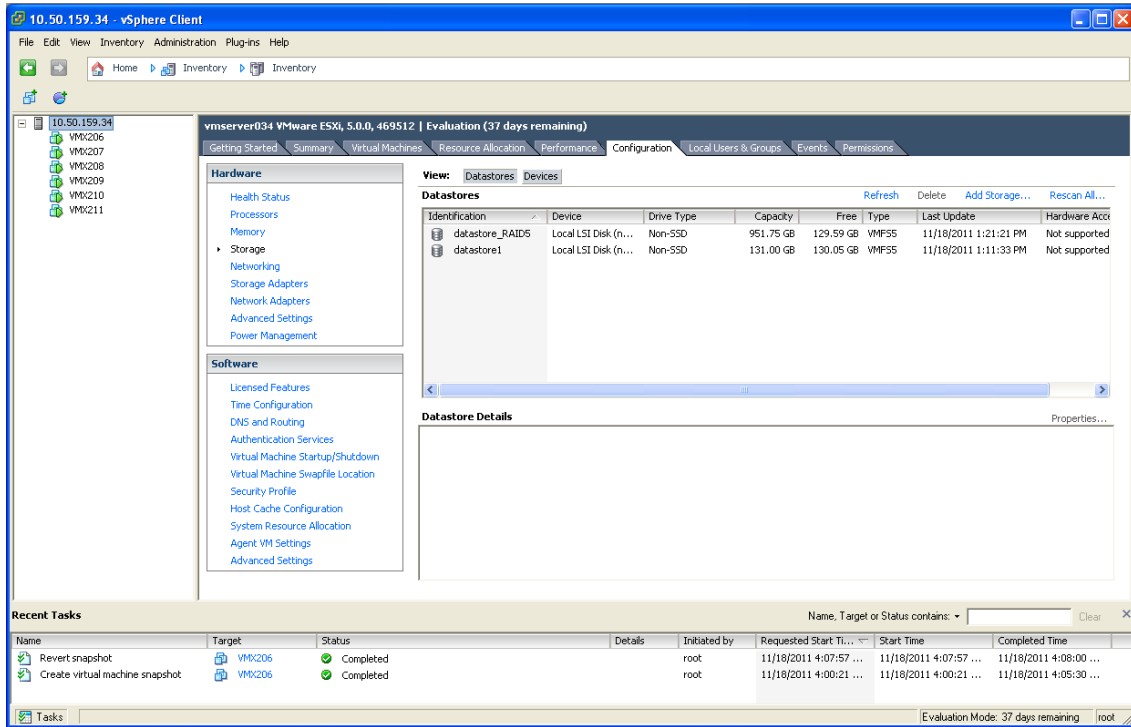 10.50.159.34 - vSphere Client
File Edit View Inventory Administration Plug-ins Help
Home Inventory Inventory
10.50.159.34
VMX206
VMX207
VMX208
VMX209
VMX210
VMX211
vmserver034 VMware ESXi, 5.0.0, 469512 | Evaluation (37 days remaining)
Getting Started Summary Virtual Machines Resource Allocation Performance Configuration Local Users & Groups Events Permissions
Hardware
Health Status
Processors
Memory
Storage
Networking
Storage Adapters
Network Adapters
Advanced Settings
Power Management
Software
Licensed Features
Time Configuration
DNS and Routing
Authentication Services
Virtual Machine Startup/Shutdown
Virtual Machine Swapfile Location
Security Profile
Host Cache Configuration
System Resource Allocation
Agent VM Settings
Advanced Settings
View: Datastores Devices
Datastores Refresh Delete Add Storage... Rescan All...
Identification Device Drive Type Capacity Free Type Last Update Hardware Acce
datastore_RAID5 Local LSI Disk (n... Non-SSD 951.75 GB 129.59 GB VMFS5 11/18/2011 1:21:21 PM Not supported
datastore1 Local LSI Disk (n... Non-SSD 131.00 GB 130.05 GB VMFS5 11/18/2011 1:11:33 PM Not supported
Datastore Details Properties...
Recent Tasks Name, Target or Status contains: Clear
Name Target Status Details Initiated by Requested Start Ti... Start Time Completed Time
Revert snapshot VMX206 Completed root 11/18/2011 4:07:57 ... 11/18/2011 4:07:57 ... 11/18/2011 4:08:00 ...
Create virtual machine snapshot VMX206 Completed root 11/18/2011 4:00:21 ... 11/18/2011 4:00:21 ... 11/18/2011 4:05:30 ...
Tasks Evaluation Mode: 37 days remaining root